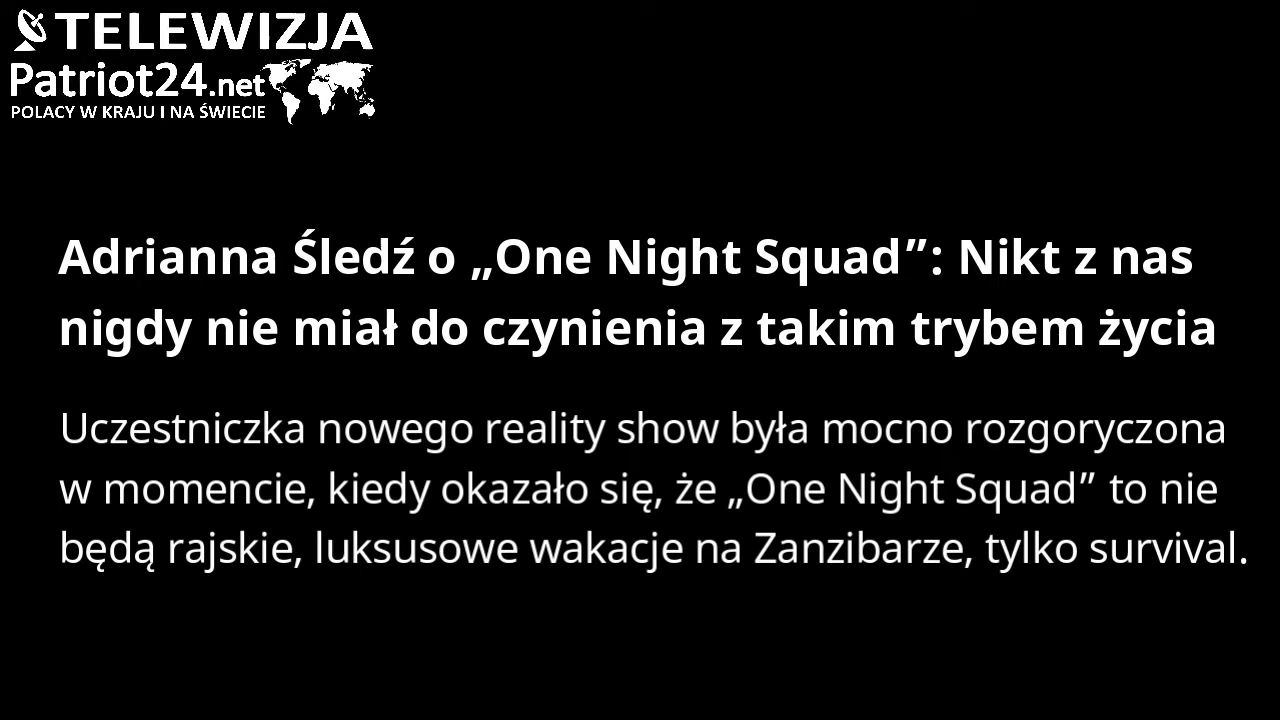 TELEWIZJA
Patriot24.net
POLACY W KRAJU I NA ŚWIECIE
Adrianna Śledź o „One Night Squad”: Nikt z nas
nigdy nie miał do czynienia z takim trybem życia
Uczestniczka nowego reality show była mocno rozgoryczona
w momencie, kiedy okazało się, że „One Night Squad” to nie
będą rajskie, luksusowe wakacje na Zanzibarze, tylko survival.